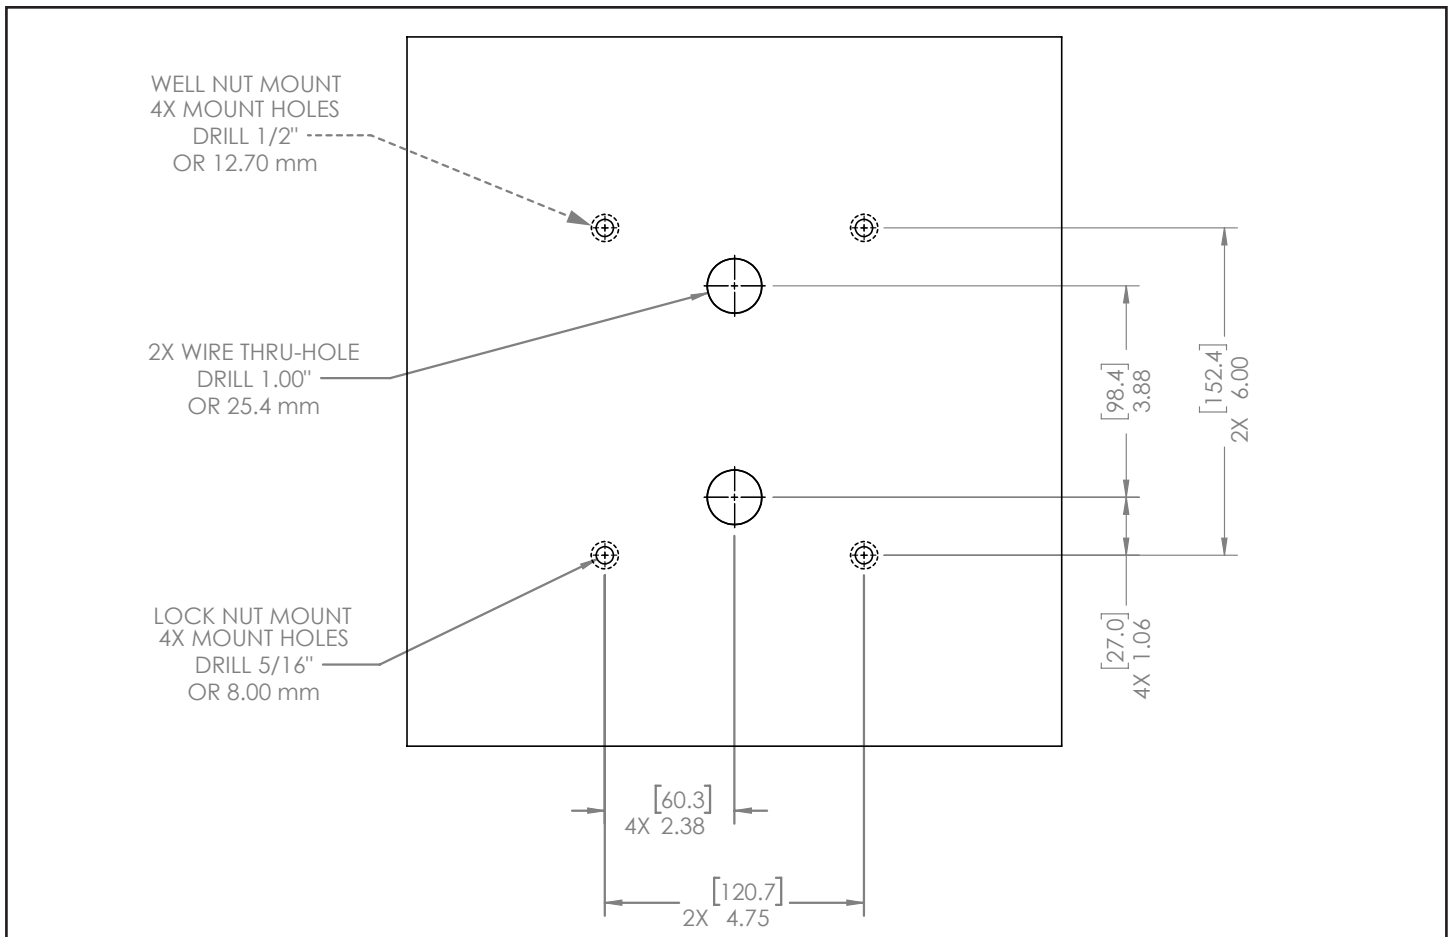 WELL NUT MOUNT
4X MOUNT HOLES
DRILL 1/2"
OR 12.70 mm
2X WIRE THRU-HOLE
DRILL 1.00"
OR 25.4 mm
LOCK NUT MOUNT
4X MOUNT HOLES
DRILL 5/16"
OR 8.00 mm
[98.4]
3.88
[152.4]
2X 6.00
[27.0]
4X 1.06
[60.3]
4X 2.38
[120.7]
2X 4.75